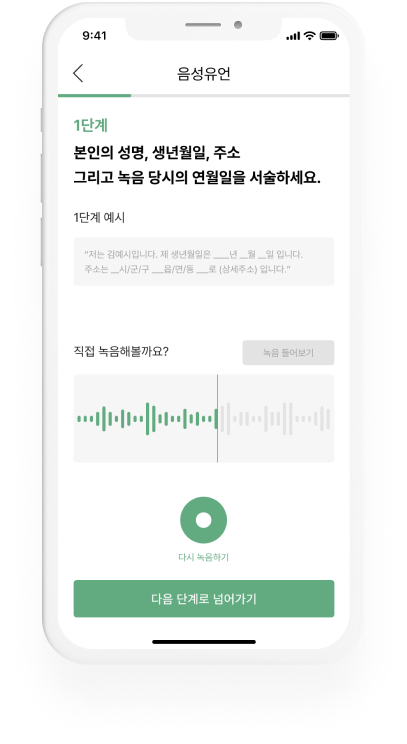 9:41
음성유언
1단계
본인의 성명, 생년월일, 주소
그리고 녹음 당시의 연월일을 서술하세요.
1단계 예시
“저는 김예시입니다. 제 생년월일은 ____년 __월 __일 입니다.
주소는 __시/군/구 ___읍/면/동 ___로 (상세주소) 입니다.”
직접 녹음해볼까요?
녹음 들어보기
다시 녹음하기
다음 단계로 넘어가기